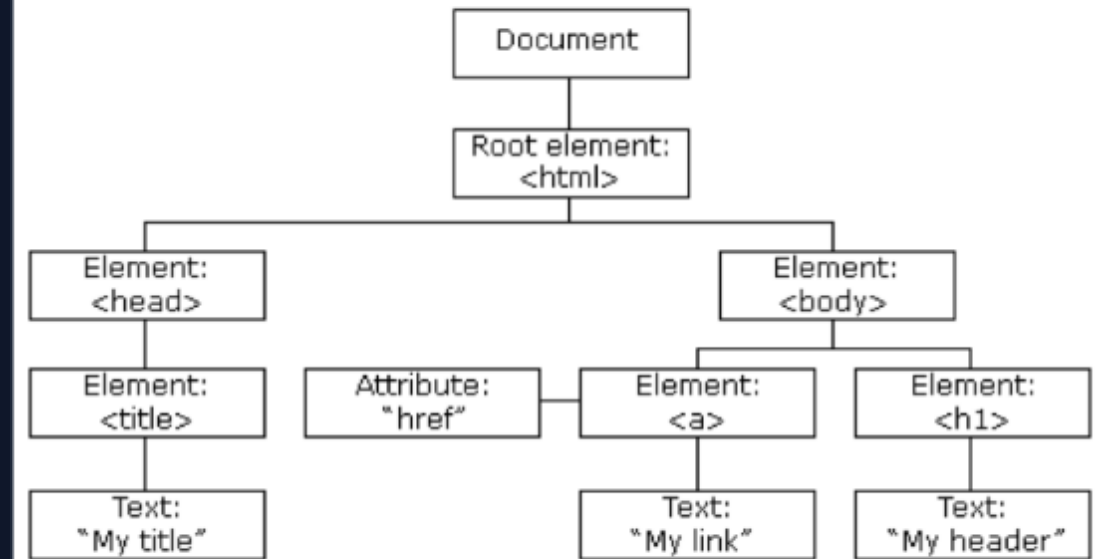 Document
Root element:
<html>
Element:
<head>
Element:
<body>
Element:
<title>
Attribute:
“href”
Element:
<a>
Element:
<h1>
Text:
“My title”
Text:
“My link”
Text:
“My header”